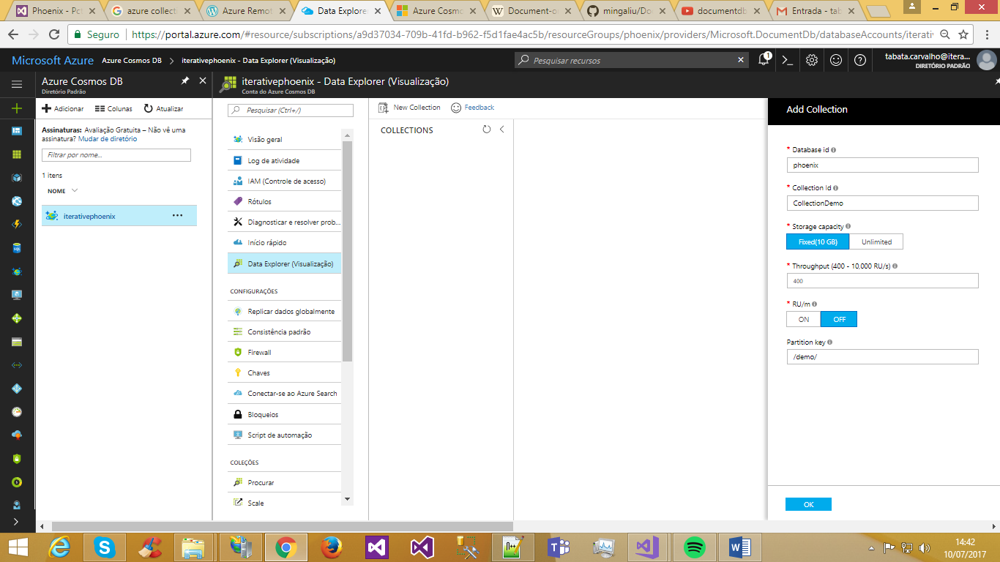 Phoenix - Pc
azure collecti
Azure Remot
Data Explore
Azure Cosmo
Document-o
mingaliu/Do
documentdb
Entrada - tab
Seguro
https://portal.azure.com/#resource/subscriptions/a9d37034-709b-41fd-b962-f5d1fae4ac5b/resourceGroups/phoenix/providers/Microsoft.DocumentDb/databaseAccounts/iterativ
Microsoft Azure
Azure Cosmos DB
iterativephoenix - Data Explorer (Visualização)
Pesquisar recursos
1
tabata.carvalho@itera...
DIRETÓRIO PADRÃO
Azure Cosmos DB
Diretório Padrão
Adicionar
Colunas
Atualizar
Assinaturas: Avaliação Gratuita – Não vê uma
assinatura? Mudar de diretório
Filtrar por nome...
1 itens
NOME
iterativephoenix
iterativephoenix - Data Explorer (Visualização)
Conta do Azure Cosmos DB
Pesquisar (Ctrl+/)
Visão geral
Log de atividade
IAM (Controle de acesso)
Rótulos
Diagnosticar e resolver prob...
Início rápido
Data Explorer (Visualização)
CONFIGURAÇÕES
Replicar dados globalmente
Consistência padrão
Firewall
Chaves
Conectar-se ao Azure Search
Bloqueios
Script de automação
COLEÇÕES
Procurar
Scale
New Collection
Feedback
COLLECTIONS
Add Collection
* Database id
phoenix
* Collection Id
CollectionDemo
* Storage capacity
Fixed(10 GB)
Unlimited
* Throughput (400 - 10,000 RU/s)
400
* RU/m
ON
OFF
Partition key
/demo/
OK
14:42
10/07/2017